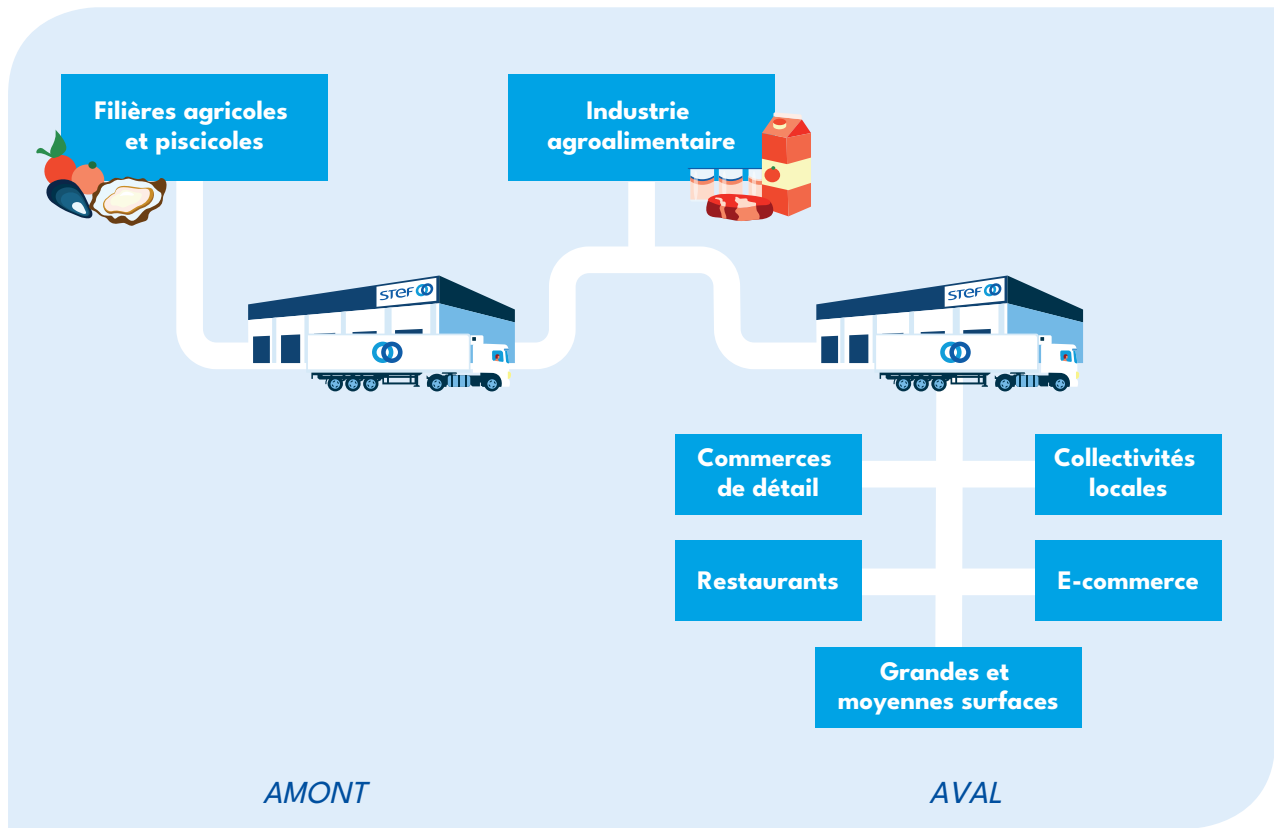 Filières agricoles
et piscicoles
Industrie
agroalimentaire
STEF
STEF
Commerces
de détail
Collectivités
locales
Restaurants
E-commerce
Grandes et
moyennes surfaces
AMONT
AVAL